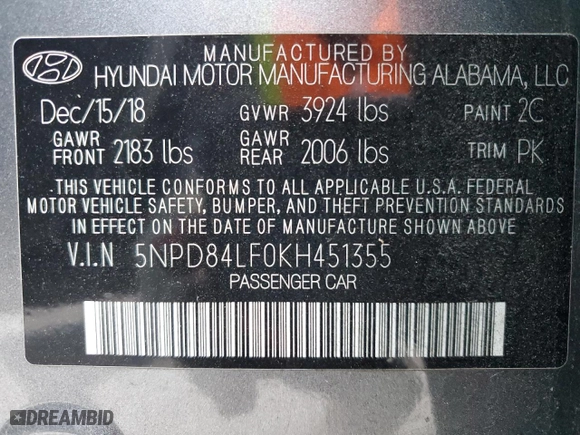 MANUFACTURED BY
HYUNDAI MOTOR MANUFACTURING ALABAMA, LLC
Dec/15/18 GVWR 3924 lbs PAINT 2C
GAWR FRONT 2183 lbs GAWR REAR 2006 lbs TRIM PK
THIS VEHICLE CONFORMS TO ALL APPLICABLE U.S.A. FEDERAL
MOTOR VEHICLE SAFETY, BUMPER, AND THEFT PREVENTION STANDARDS
IN EFFECT ON THE DATE OF MANUFACTURE SHOWN ABOVE
V.I.N 5NPD84LF0KH451355
PASSENGER CAR
DREAMBID